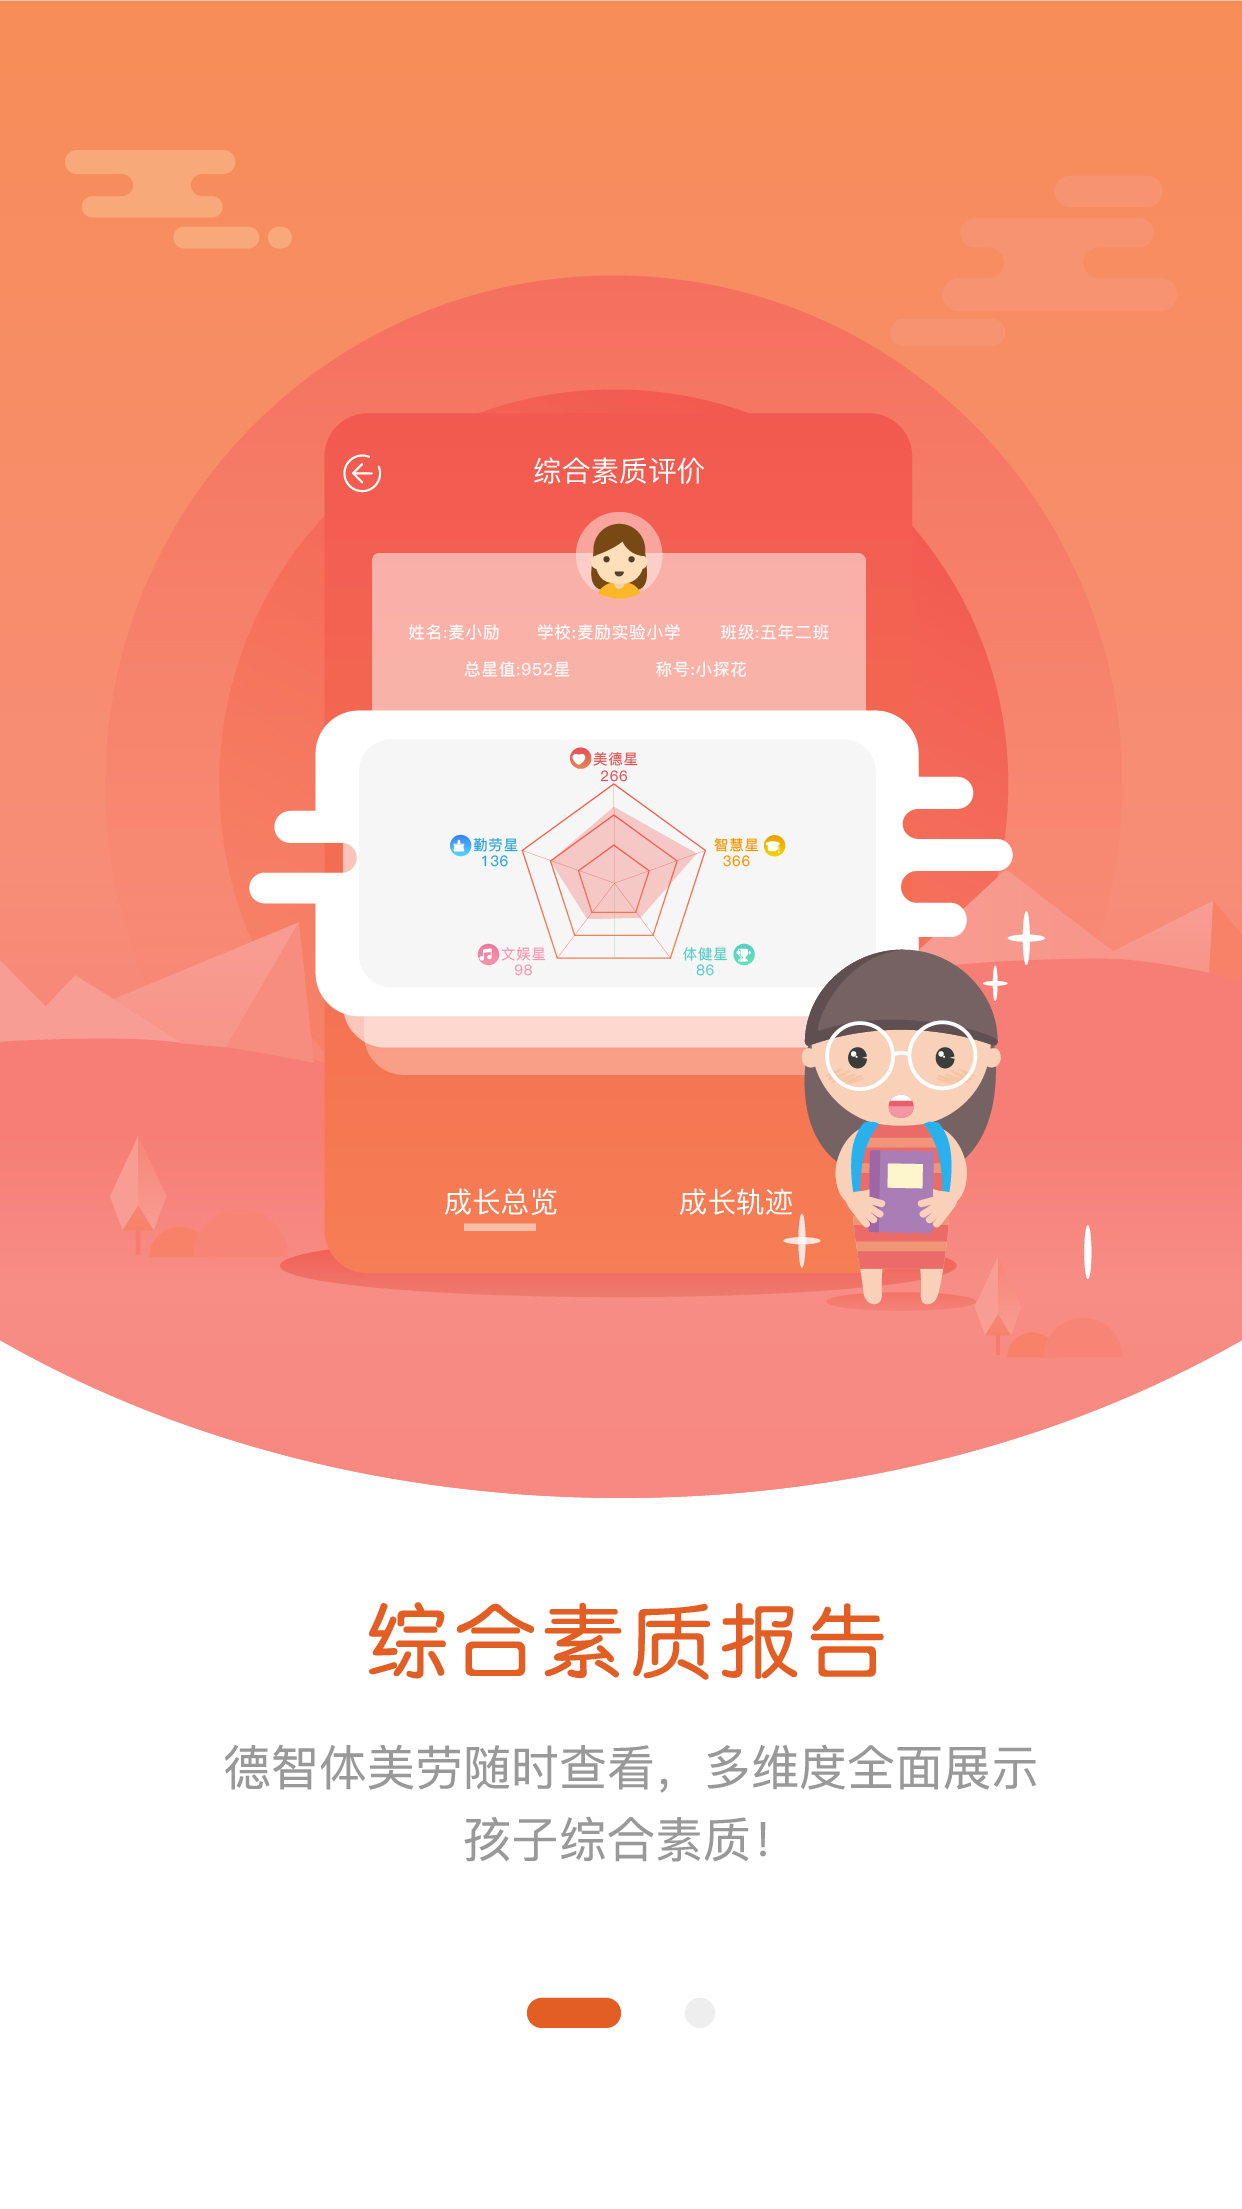 综合素质评价
姓名:麦小励 学校:麦励实验小学 班级:五年二班
总星值:952星 称号:小探花
美德星
266
勤劳星
136
智慧星
366
文娱星
98
体健星
86
成长总览 成长轨迹
综合素质报告
德智体美劳随时查看，多维度全面展示
孩子综合素质！